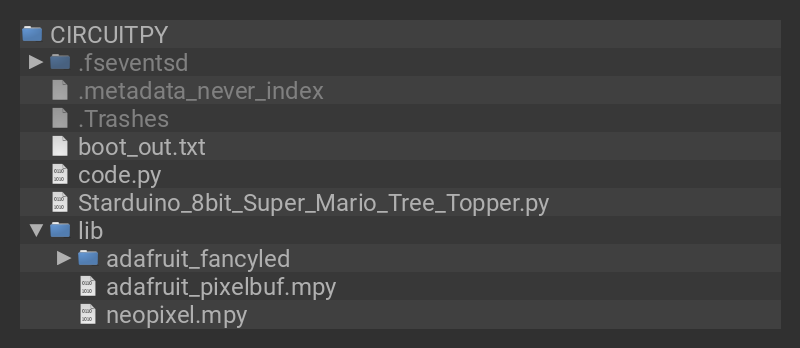 CIRCUITPY
.fseventsd
.metadata_never_index
.Trashes
boot_out.txt
code.py
Starduino_8bit_Super_Mario_Tree_Topper.py
lib
adafruit_fancyled
adafruit_pixelbuf.mpy
neopixel.mpy